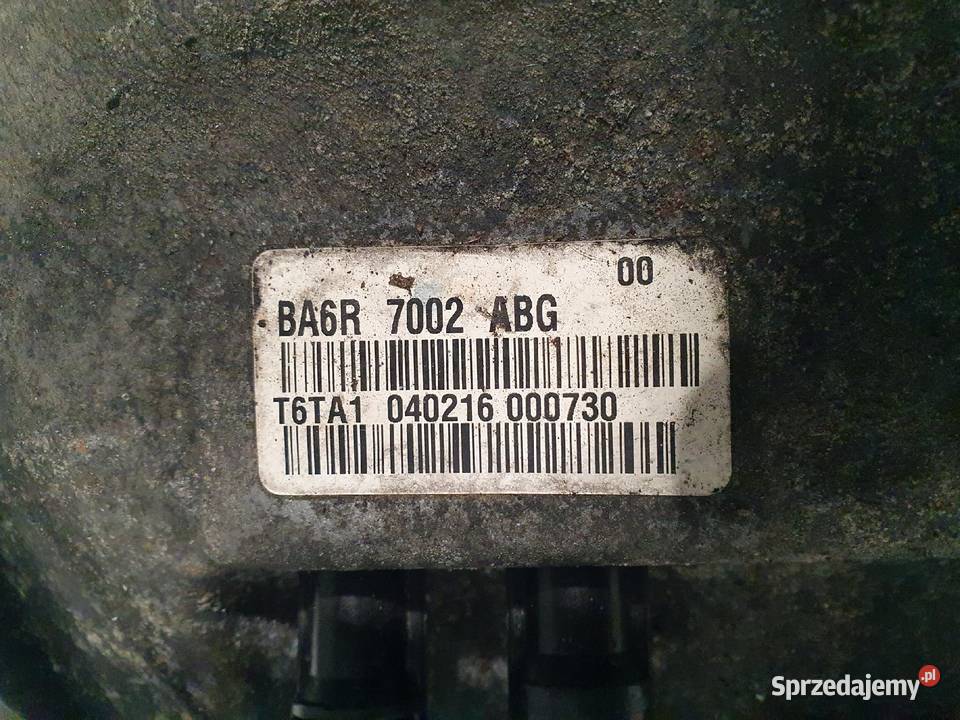 00
BA6R 7002 ABG
T6TA1 040216 000730
Sprzedajemy.pl